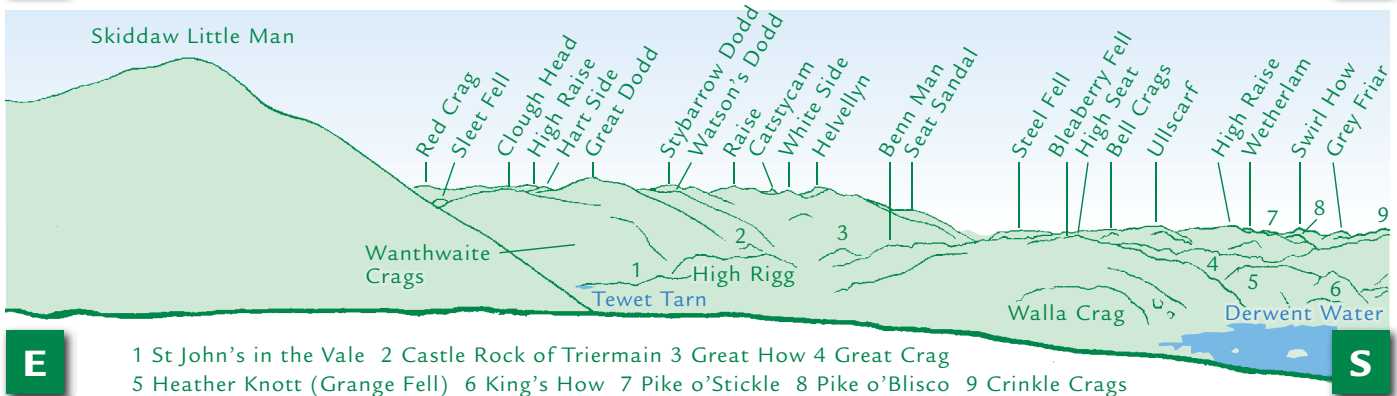 Skiddaw Little Man
Red Crag
Sleet Fell
Clough Head
High Raise
Hart Side
Great Dodd
Stybarrow Dodd
Watson's Dodd
Raise
Catstycam
White Side
Helvellyn
Benn Man
Seat Sandal
Steel Fell
Bleaberry Fell
High Seat
Bell Crags
Ullscarf
High Raise
Wetherlam
Swirl How
Grey Friar
7
8
9
2
3
Wanthwaite
Crags
1
High Rigg
4
5
6
Tewet Tarn
Walla Crag
Derwent Water
E
1 St John's in the Vale 2 Castle Rock of Triermain 3 Great How 4 Great Crag
5 Heather Knott (Grange Fell) 6 King's How 7 Pike o'Stickle 8 Pike o'Blisco 9 Crinkle Crags
S